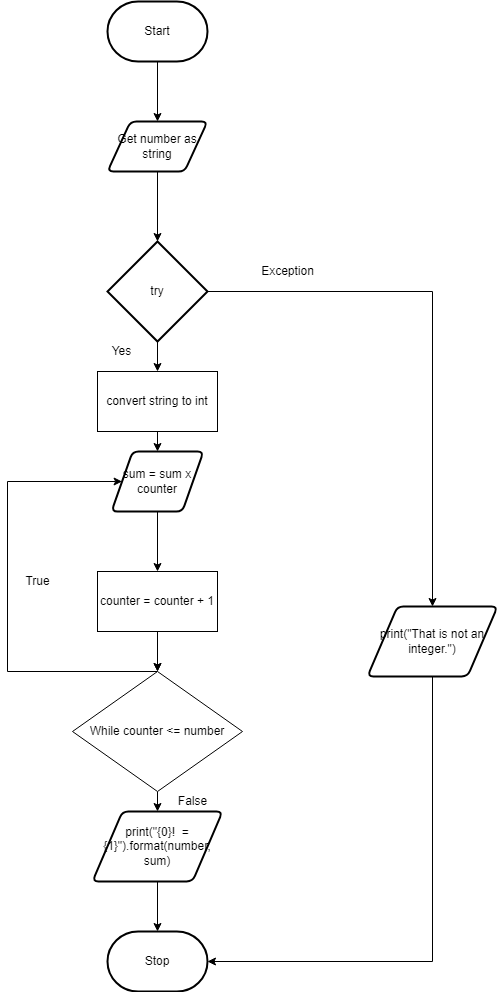 Start
Get number as
string
try
Exception
Yes
convert string to int
sum = sum x
counter
True
counter = counter + 1
print("That is not an
integer.")
While counter <= number
False
print("{0}!  =
{1}").format(number,
sum)
Stop